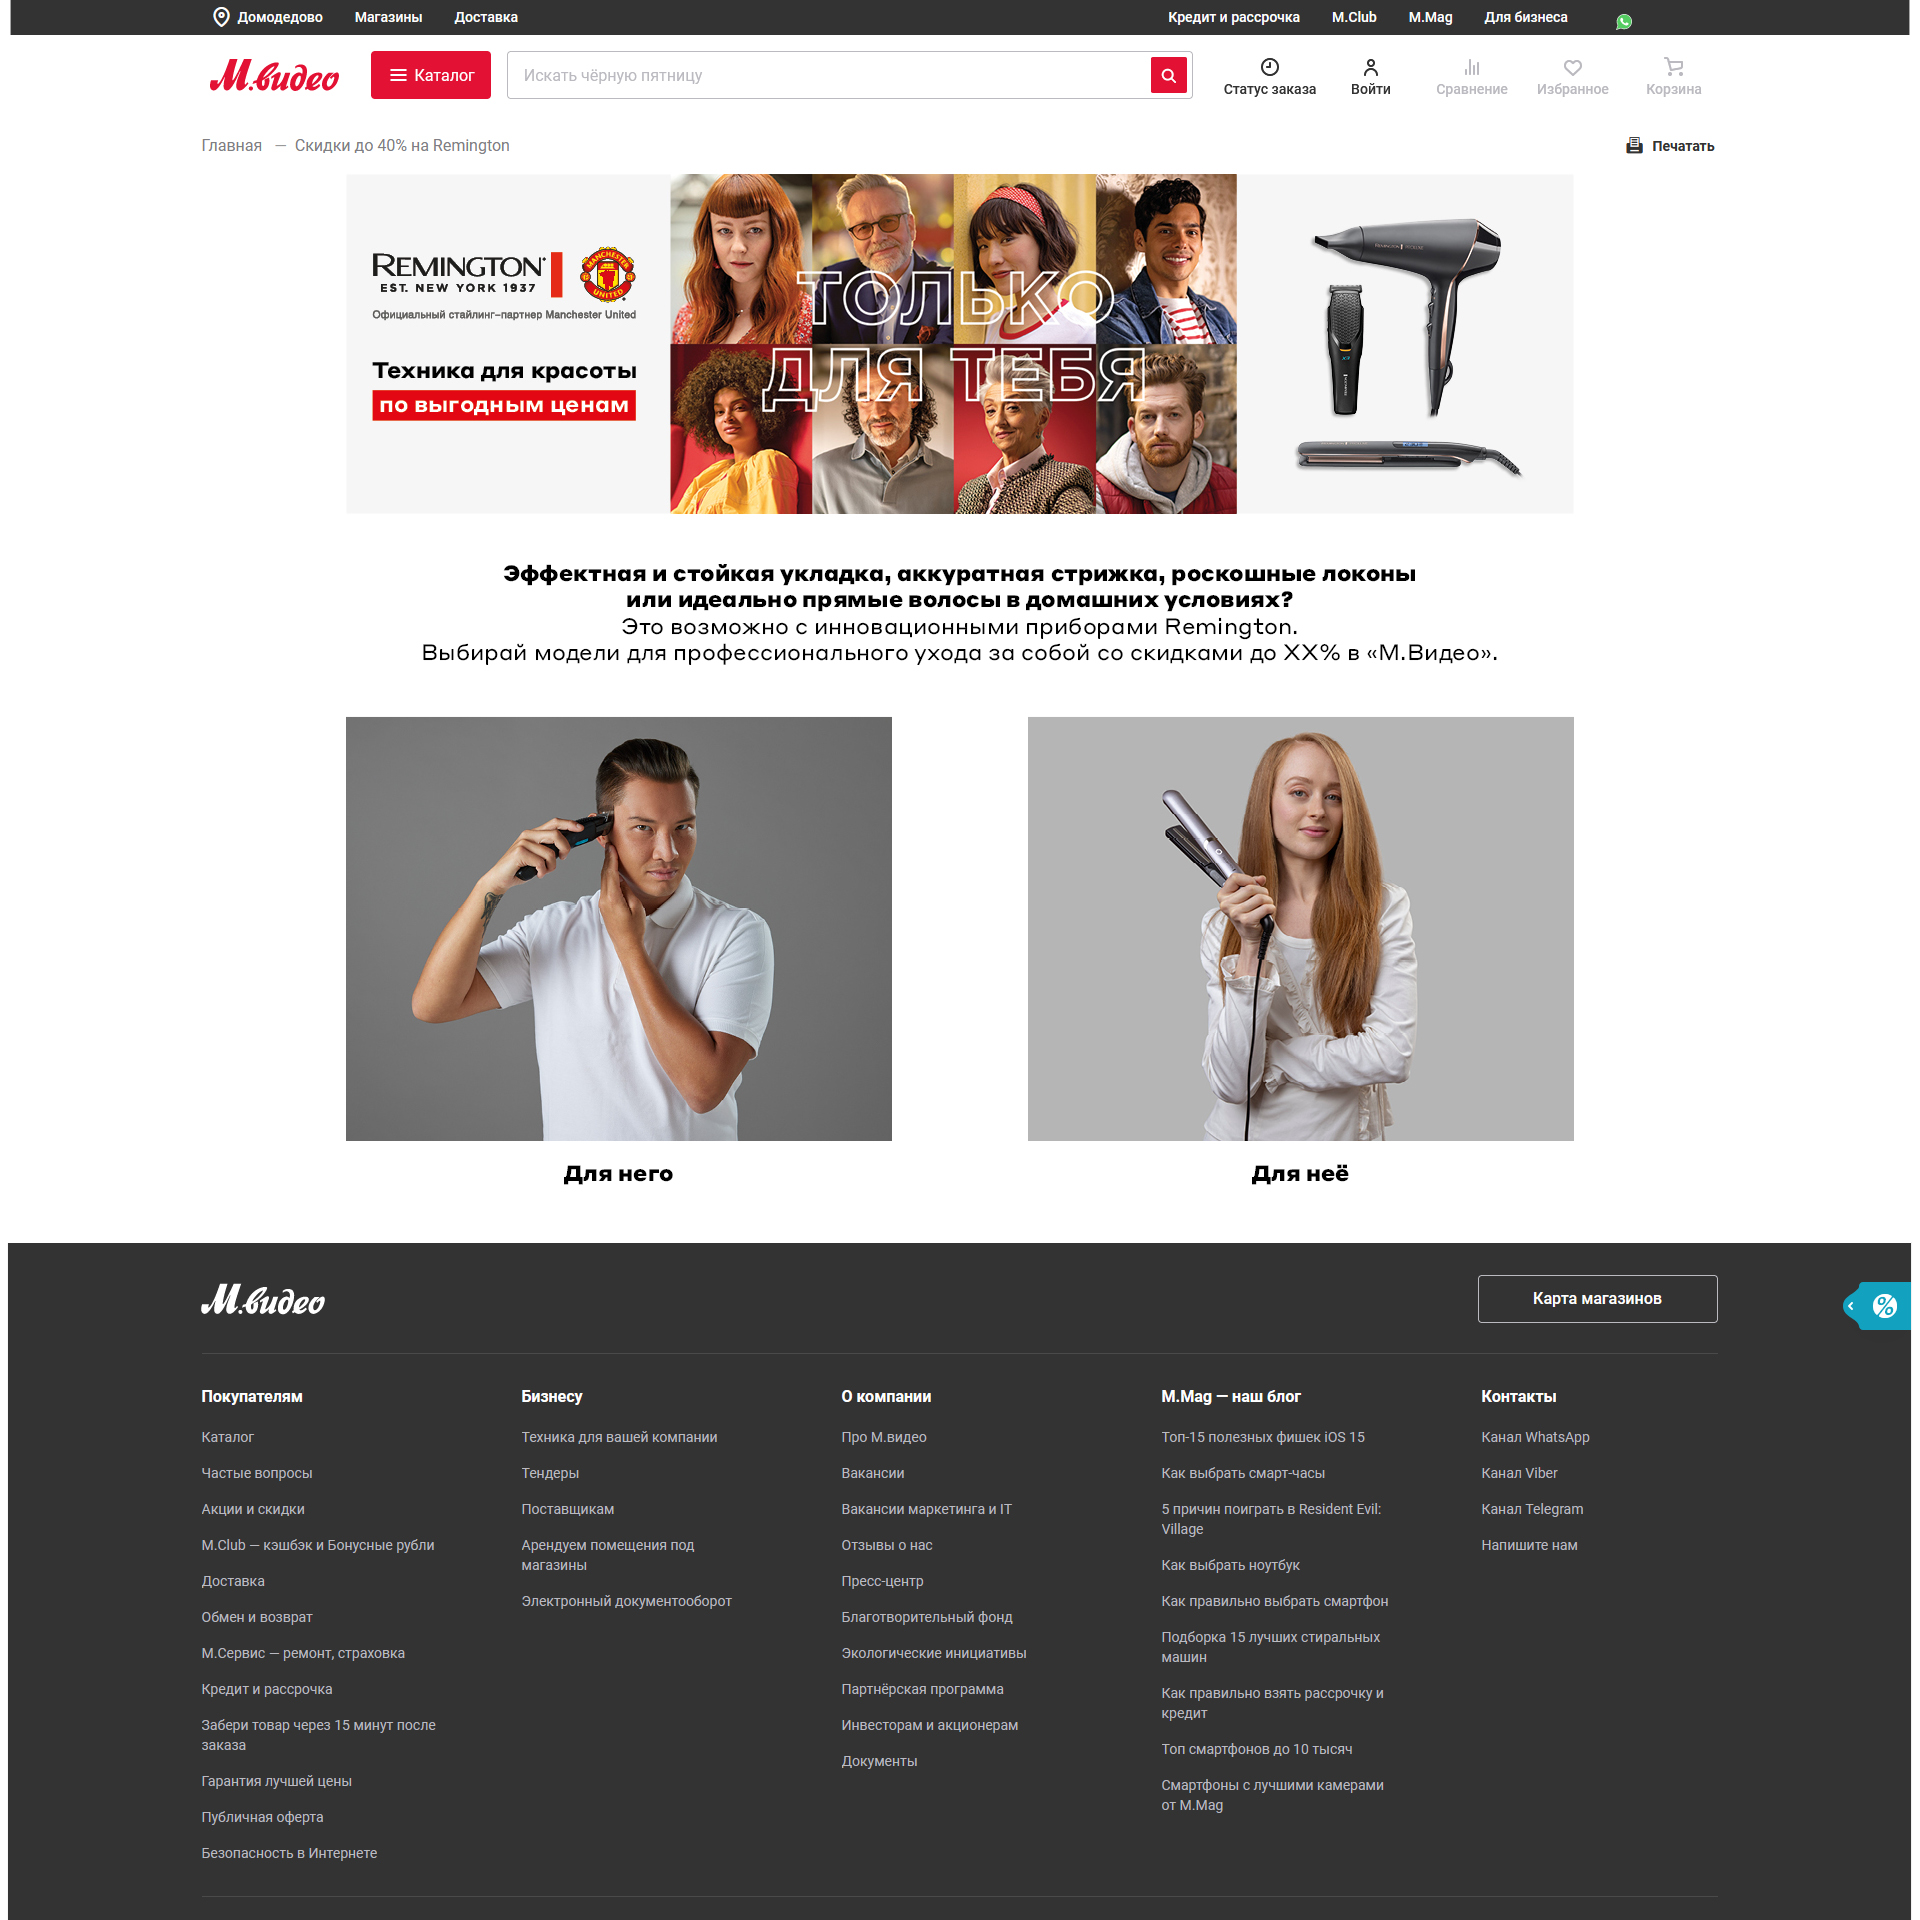 Домодедово Магазины Доставка Кредит и рассрочка M.Club M.Mag Для бизнеса
М.видео Каталог Искать чёрную пятницу Статус заказа Войти Сравнение Избранное Корзина
Главная — Скидки до 40% на Remington Печатать
REMINGTON
EST. NEW YORK 1937
MANCHESTER UNITED
Официальный стайлинг-партнер Manchester United
Техника для красоты
по выгодным ценам
ТОЛЬКО
ДЛЯ ТЕБЯ
Эффектная и стойкая укладка, аккуратная стрижка, роскошные локоны
или идеально прямые волосы в домашних условиях?
Это возможно с инновационными приборами Remington.
Выбирай модели для профессионального ухода за собой со скидками до XX% в «М.Видео».
Для него
Для неё
М.видео
Карта магазинов
%
Покупателям
Каталог
Частые вопросы
Акции и скидки
M.Club — кэшбэк и Бонусные рубли
Доставка
Обмен и возврат
М.Сервис — ремонт, страховка
Кредит и рассрочка
Забери товар через 15 минут после
заказа
Гарантия лучшей цены
Публичная оферта
Безопасность в Интернете
Бизнесу
Техника для вашей компании
Тендеры
Поставщикам
Арендуем помещения под
магазины
Электронный документооборот
О компании
Про М.видео
Вакансии
Вакансии маркетинга и IT
Отзывы о нас
Пресс-центр
Благотворительный фонд
Экологические инициативы
Партнёрская программа
Инвесторам и акционерам
Документы
M.Mag — наш блог
Топ-15 полезных фишек iOS 15
Как выбрать смарт-часы
5 причин поиграть в Resident Evil:
Village
Как выбрать ноутбук
Как правильно выбрать смартфон
Подборка 15 лучших стиральных
машин
Как правильно взять рассрочку и
кредит
Топ смартфонов до 10 тысяч
Смартфоны с лучшими камерами
от M.Mag
Контакты
Канал WhatsApp
Канал Viber
Канал Telegram
Напишите нам